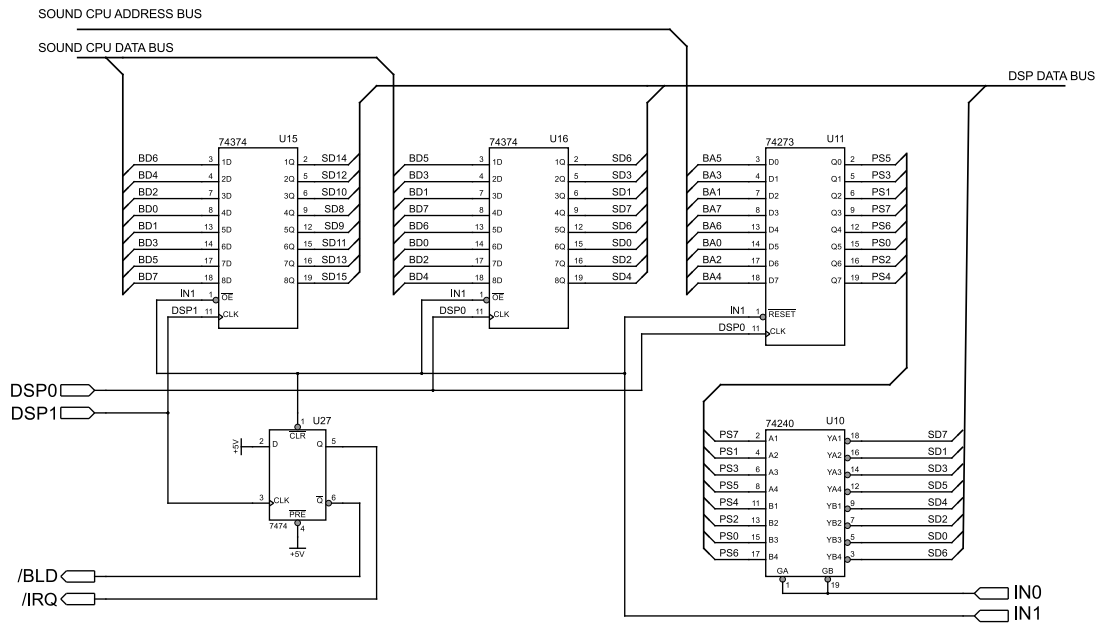 SOUND CPU ADDRESS BUS
SOUND CPU DATA BUS
DSP DATA BUS
74374 U15
BD6 3 1D 1Q 2 SD14
BD4 4 2D 2Q 5 SD12
BD2 7 3D 3Q 6 SD10
BD0 8 4D 4Q 9 SD8
BD1 13 5D 5Q 12 SD9
BD3 14 6D 6Q 15 SD11
BD5 17 7D 7Q 16 SD13
BD7 18 8D 8Q 19 SD15
IN1 1 OE
DSP1 11 CLK
74374 U16
BD5 3 1D 1Q 2 SD6
BD3 4 2D 2Q 5 SD3
BD1 7 3D 3Q 6 SD1
BD7 8 4D 4Q 9 SD7
BD6 13 5D 5Q 12 SD6
BD0 14 6D 6Q 15 SD0
BD2 17 7D 7Q 16 SD2
BD4 18 8D 8Q 19 SD4
IN1 1 OE
DSP0 11 CLK
74273 U11
BA5 3 D0 Q0 2 PS5
BA3 4 D1 Q1 5 PS3
BA1 7 D2 Q2 6 PS1
BA7 8 D3 Q3 9 PS7
BA6 13 D4 Q4 12 PS6
BA0 14 D5 Q5 15 PS0
BA2 17 D6 Q6 16 PS2
BA4 18 D7 Q7 19 PS4
IN1 1 RESET
DSP0 11 CLK
DSP0
DSP1
1 U27
CLR
+5V 2 D Q 5
3 CLK Q 6
PRE
7474 4
+5V
74240 U10
PS7 2 A1 YA1 18 SD7
PS1 4 A2 YA2 16 SD1
PS3 6 A3 YA3 14 SD3
PS5 8 A4 YA4 12 SD5
PS4 11 B1 YB1 9 SD4
PS2 13 B2 YB2 7 SD2
PS0 15 B3 YB3 5 SD0
PS6 17 B4 YB4 3 SD6
GA GB
1 19
/BLD
/IRQ
IN0
IN1